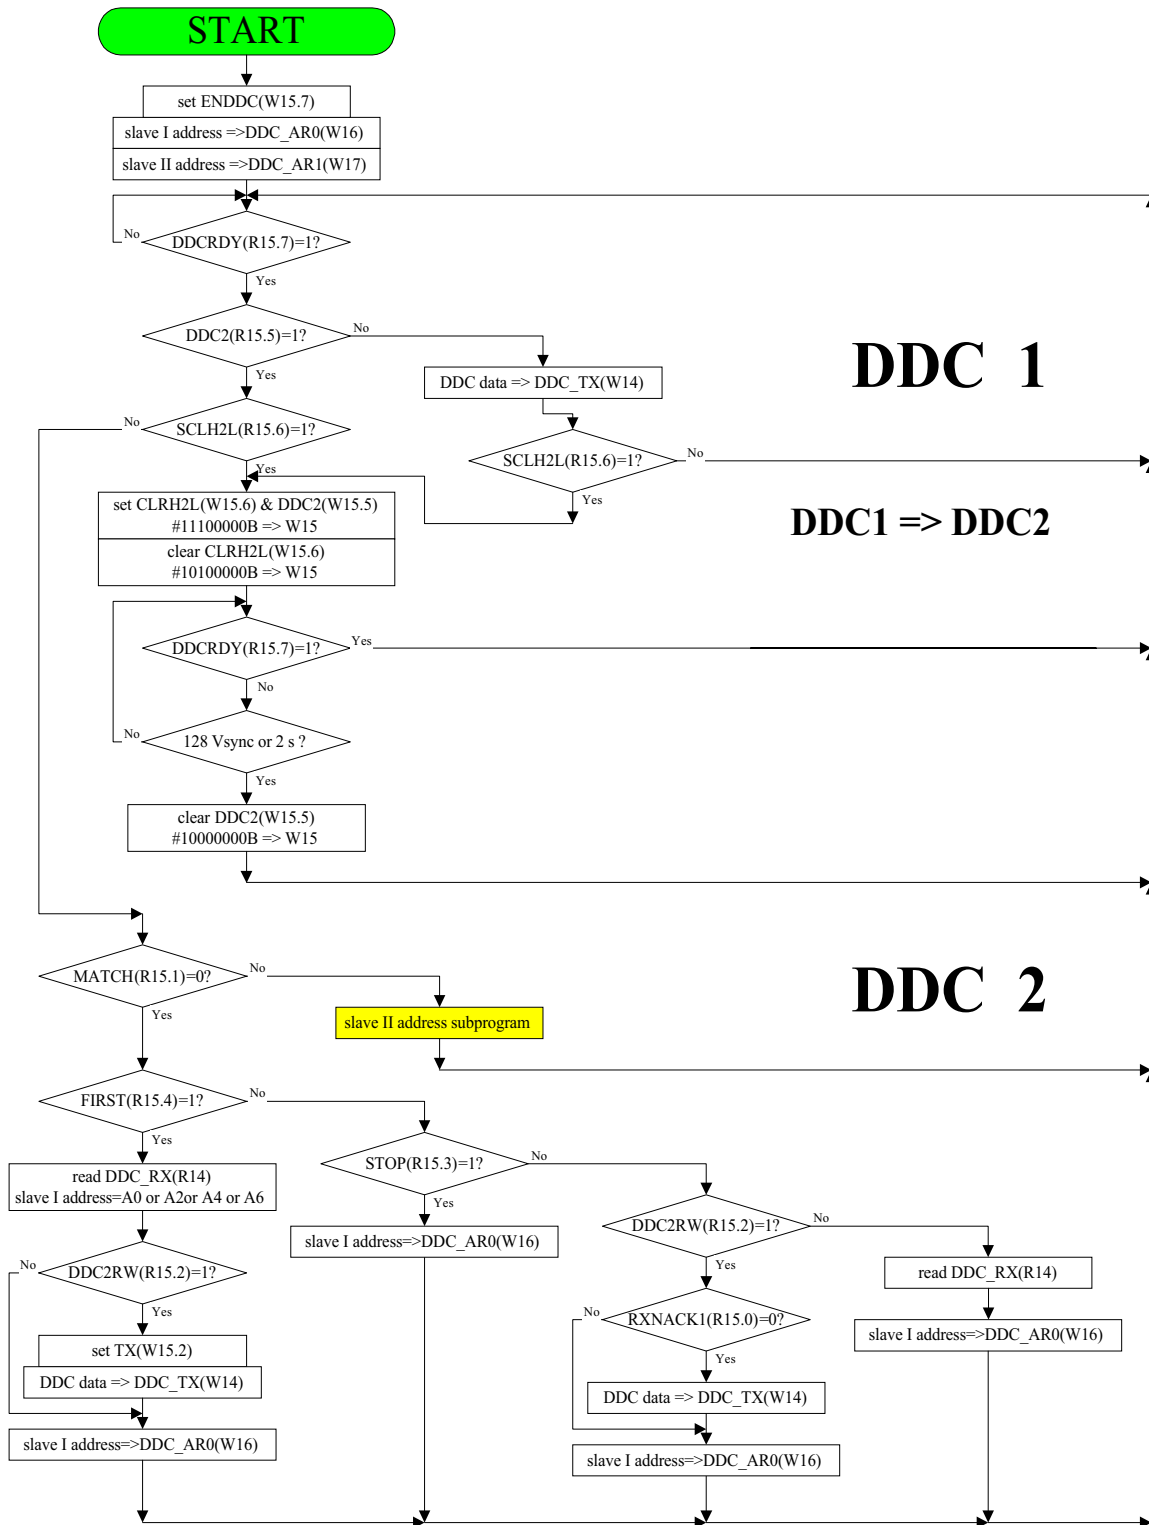 START
set ENDDC(W15.7)
slave I address =>DDC_AR0(W16)
slave II address =>DDC_AR1(W17)
No
DDCRDY(R15.7)=1?
Yes
DDC2(R15.5)=1?
No
Yes
DDC data => DDC_TX(W14)
DDC 1
No
SCLH2L(R15.6)=1?
Yes
SCLH2L(R15.6)=1?
No
Yes
set CLRH2L(W15.6) & DDC2(W15.5)
#11100000B => W15
DDC1 => DDC2
clear CLRH2L(W15.6)
#10100000B => W15
DDCRDY(R15.7)=1?
Yes
No
No
128 Vsync or 2 s ?
Yes
clear DDC2(W15.5)
#10000000B => W15
MATCH(R15.1)=0?
No
Yes
DDC 2
slave II address subprogram
FIRST(R15.4)=1?
No
Yes
read DDC_RX(R14)
slave I address=A0 or A2or A4 or A6
STOP(R15.3)=1?
No
Yes
slave I address=>DDC_AR0(W16)
DDC2RW(R15.2)=1?
No
Yes
read DDC_RX(R14)
slave I address=>DDC_AR0(W16)
No
DDC2RW(R15.2)=1?
Yes
No
RXNACK1(R15.0)=0?
Yes
set TX(W15.2)
DDC data => DDC_TX(W14)
DDC data => DDC_TX(W14)
slave I address=>DDC_AR0(W16)
slave I address=>DDC_AR0(W16)